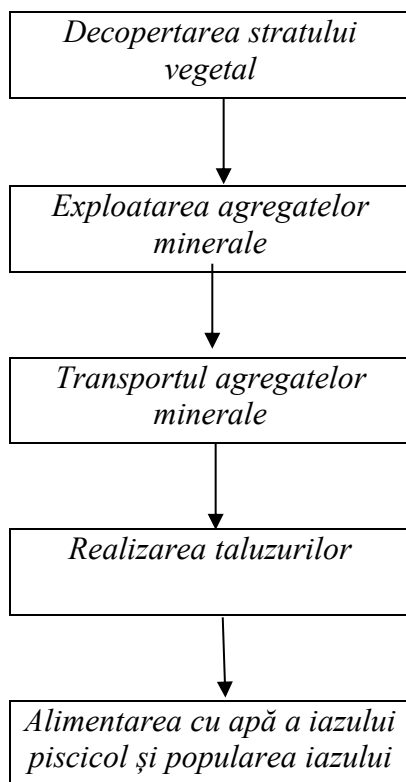 Decopertarea stratului
vegetal
Exploatarea agregatelor
minerale
Transportul agregatelor
minerale
Realizarea taluzurilor
Alimentarea cu apă a iazului
piscicol și popularea iazului